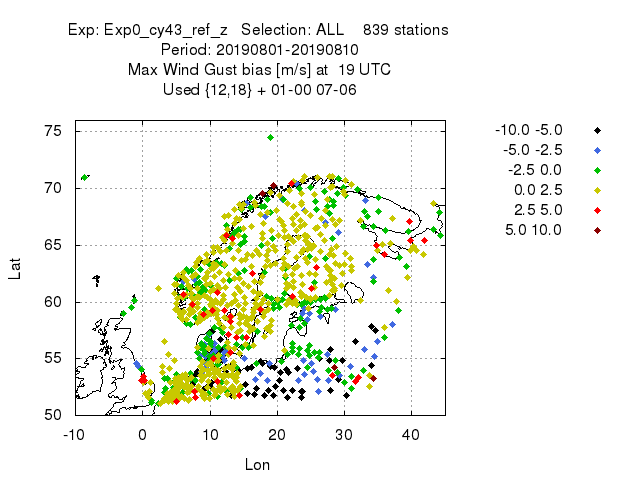 Exp: Exp0_cy43_ref_z   Selection: ALL    839 stations
Period: 20190801-20190810
Max Wind Gust bias [m/s] at  19 UTC
Used {12,18} + 01-00 07-06
-10.0 -5.0
-5.0 -2.5
-2.5 0.0
0.0 2.5
2.5 5.0
5.0 10.0
75
70
65
60
55
50
Lat
-10 0 10 20 30 40
Lon